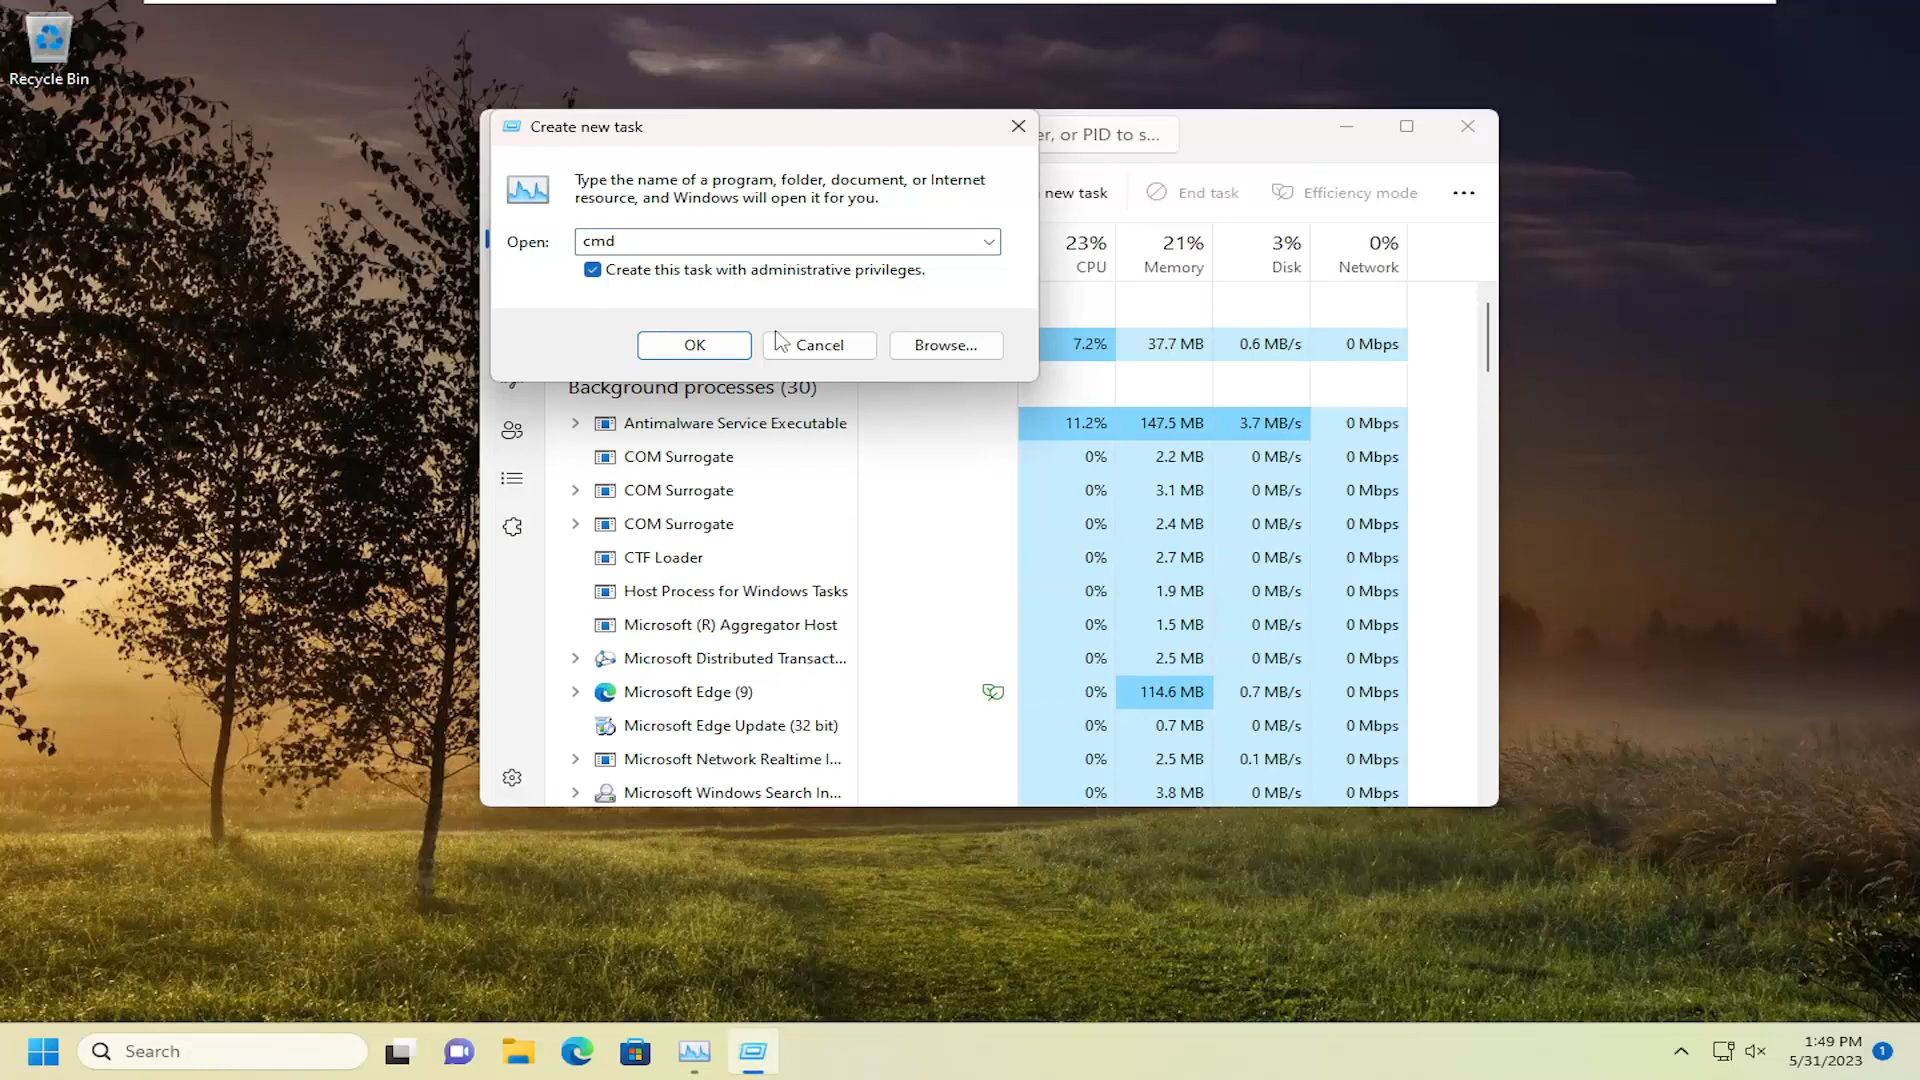 Recycle Bin
Create new task
er, or PID to s...
Type the name of a program, folder, document, or Internet
resource, and Windows will open it for you.
new task
End task
Efficiency mode
Open:
cmd
Create this task with administrative privileges.
23% 21% 3% 0%
CPU Memory Disk Network
OK
Cancel
Browse...
7.2% 37.7 MB 0.6 MB/s 0 Mbps
Background processes (30)
Antimalware Service Executable 11.2% 147.5 MB 3.7 MB/s 0 Mbps
COM Surrogate 0% 2.2 MB 0 MB/s 0 Mbps
COM Surrogate 0% 3.1 MB 0 MB/s 0 Mbps
COM Surrogate 0% 2.4 MB 0 MB/s 0 Mbps
CTF Loader 0% 2.7 MB 0 MB/s 0 Mbps
Host Process for Windows Tasks 0% 1.9 MB 0 MB/s 0 Mbps
Microsoft (R) Aggregator Host 0% 1.5 MB 0 MB/s 0 Mbps
Microsoft Distributed Transact... 0% 2.5 MB 0 MB/s 0 Mbps
Microsoft Edge (9) 0% 114.6 MB 0.7 MB/s 0 Mbps
Microsoft Edge Update (32 bit) 0% 0.7 MB 0 MB/s 0 Mbps
Microsoft Network Realtime I... 0% 2.5 MB 0.1 MB/s 0 Mbps
Microsoft Windows Search In... 0% 3.8 MB 0 MB/s 0 Mbps
Search
1:49 PM
5/31/2023
1